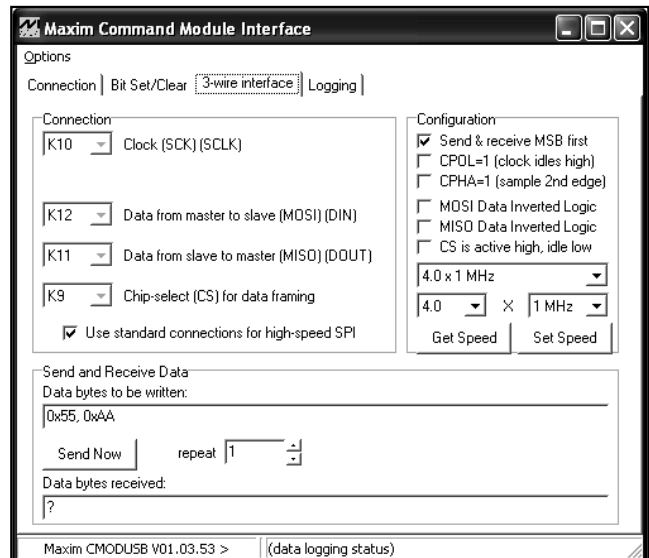 Maxim Command Module Interface
Options
Connection Bit Set/Clear 3-wire interface Logging
Connection
K10 Clock (SCK) (SCLK)
K12 Data from master to slave (MOSI) (DIN)
K11 Data from slave to master (MISO) (DOUT)
K9 Chip-select (CS) for data framing
Use standard connections for high-speed SPI
Configuration
Send & receive MSB first
CPOL=1 (clock idles high)
CPHA=1 (sample 2nd edge)
MOSI Data Inverted Logic
MISO Data Inverted Logic
CS is active high, idle low
4.0 x 1 MHz
4.0 X 1 MHz
Get Speed Set Speed
Send and Receive Data
Data bytes to be written:
0x55, 0xAA
Send Now repeat 1
Data bytes received:
?
Maxim CMODUSB V01.03.53 > (data logging status)